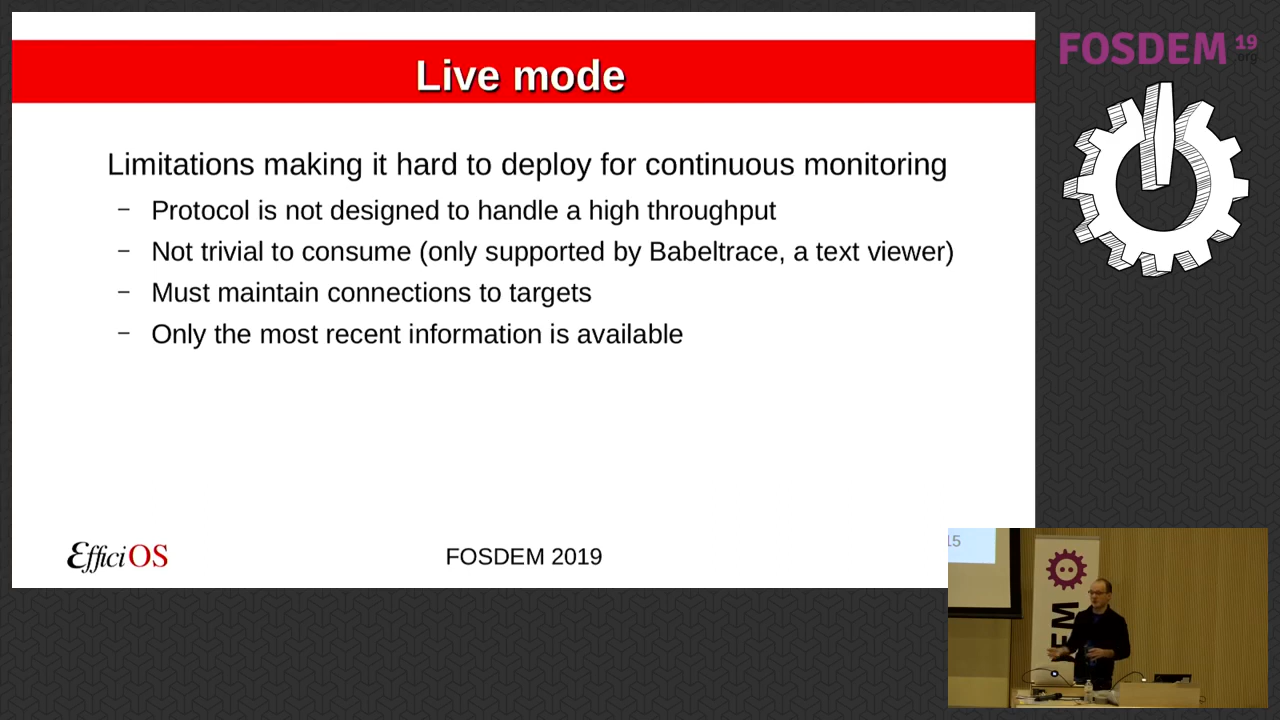 Live mode
FOSDEM 19
.org
Limitations making it hard to deploy for continuous monitoring
– Protocol is not designed to handle a high throughput
– Not trivial to consume (only supported by Babeltrace, a text viewer)
– Must maintain connections to targets
– Only the most recent information is available
EfficiOS
FOSDEM 2019
15
EM